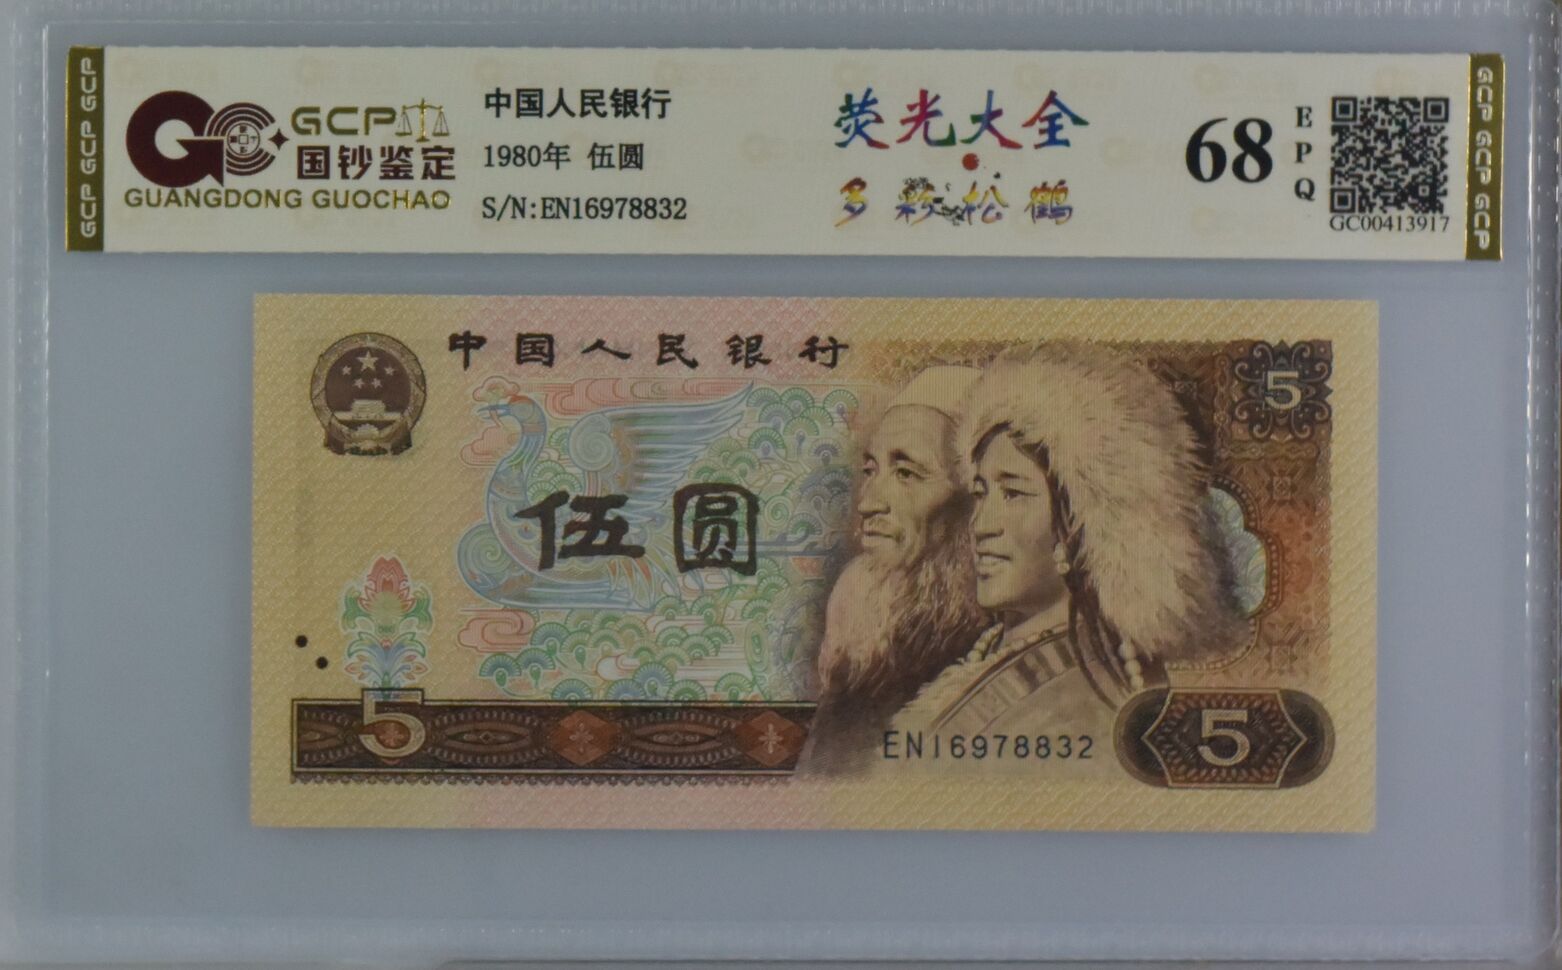 GCP GCP GCP
GCP
国钞鉴定
GUANGDONG GUOCHAO
中国人民银行
1980年 伍圆
S/N:EN16978832
荧光大全
多彩松鹤
68
EPQ
GC00413917
GCP GCP GCP
中国人民银行
5
伍圆
5
EN16978832
5